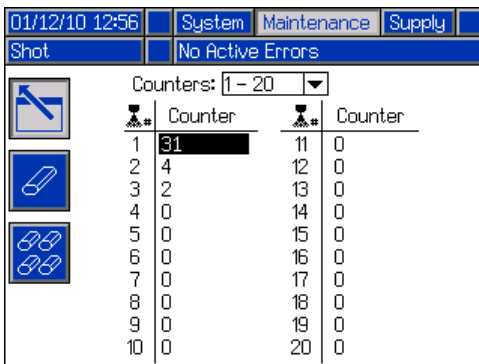 01/12/10 12:56 System Maintenance Supply
Shot No Active Errors
Counters: 1 - 20
# Counter # Counter
1 31 11 0
2 4 12 0
3 2 13 0
4 0 14 0
5 0 15 0
6 0 16 0
7 0 17 0
8 0 18 0
9 0 19 0
10 0 20 0